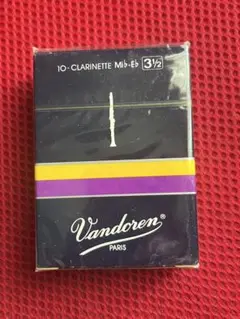 10-CLARINETTE Mi♭-E♭ 3½
Vandoren®
PARIS